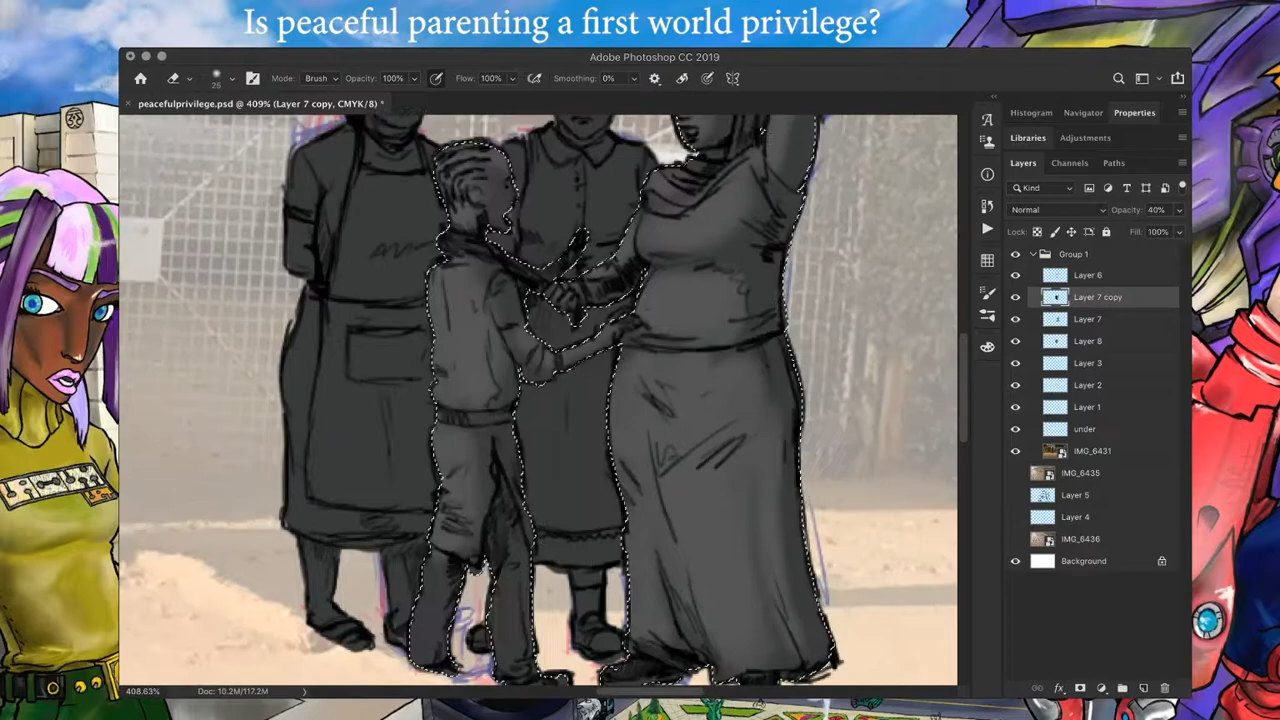 Is peaceful parenting a first world privilege?
Adobe Photoshop CC 2019
25
Mode: Brush
Opacity: 100%
Flow: 100%
Smoothing: 0%
peacefulprivilege.psd @ 409% (Layer 7 copy, CMYK/8) *
Histogram
Navigator
Properties
Libraries
Adjustments
Layers
Channels
Paths
Kind
Normal
Opacity: 40%
Lock:
Fill: 100%
Group 1
Layer 6
Layer 7 copy
Layer 7
Layer 8
Layer 3
Layer 2
Layer 1
under
IMG_6431
IMG_6435
Layer 5
Layer 4
IMG_6436
Background
408.63%
Doc: 10.2M/117.2M